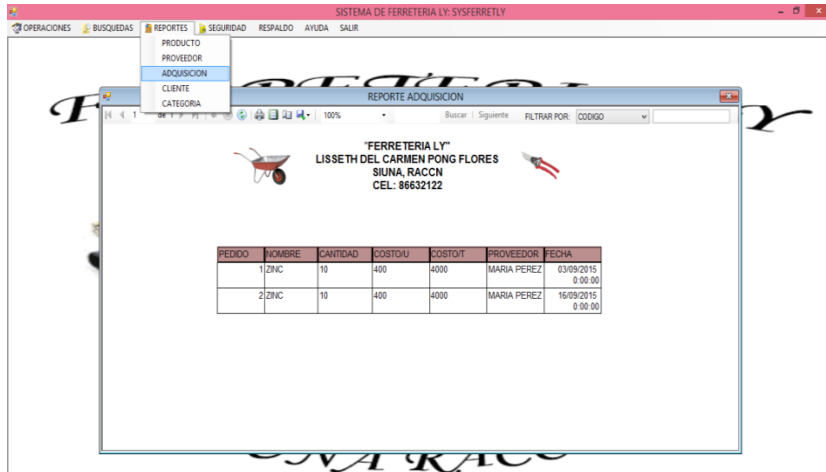 SISTEMA DE FERRETERIA LY: SYSFERRETLY
OPERACIONES BUSQUEDAS REPORTES SEGURIDAD RESPALDO AYUDA SALIR
PRODUCTO
PROVEEDOR
ADQUISICION
CLIENTE
CATEGORIA
REPORTE ADQUISICION
1 de 1 100% Buscar | Siguiente FILTRAR POR: CODIGO
"FERRETERIA LY"
LISSETH DEL CARMEN PONG FLORES
SIUNA, RACCN
CEL: 86632122
PEDIDO NOMBRE CANTIDAD COSTO/U COSTO/T PROVEEDOR FECHA
1 ZINC 10 400 4000 MARIA PEREZ 03/09/2015
0:00:00
2 ZINC 10 400 4000 MARIA PEREZ 16/09/2015
0:00:00